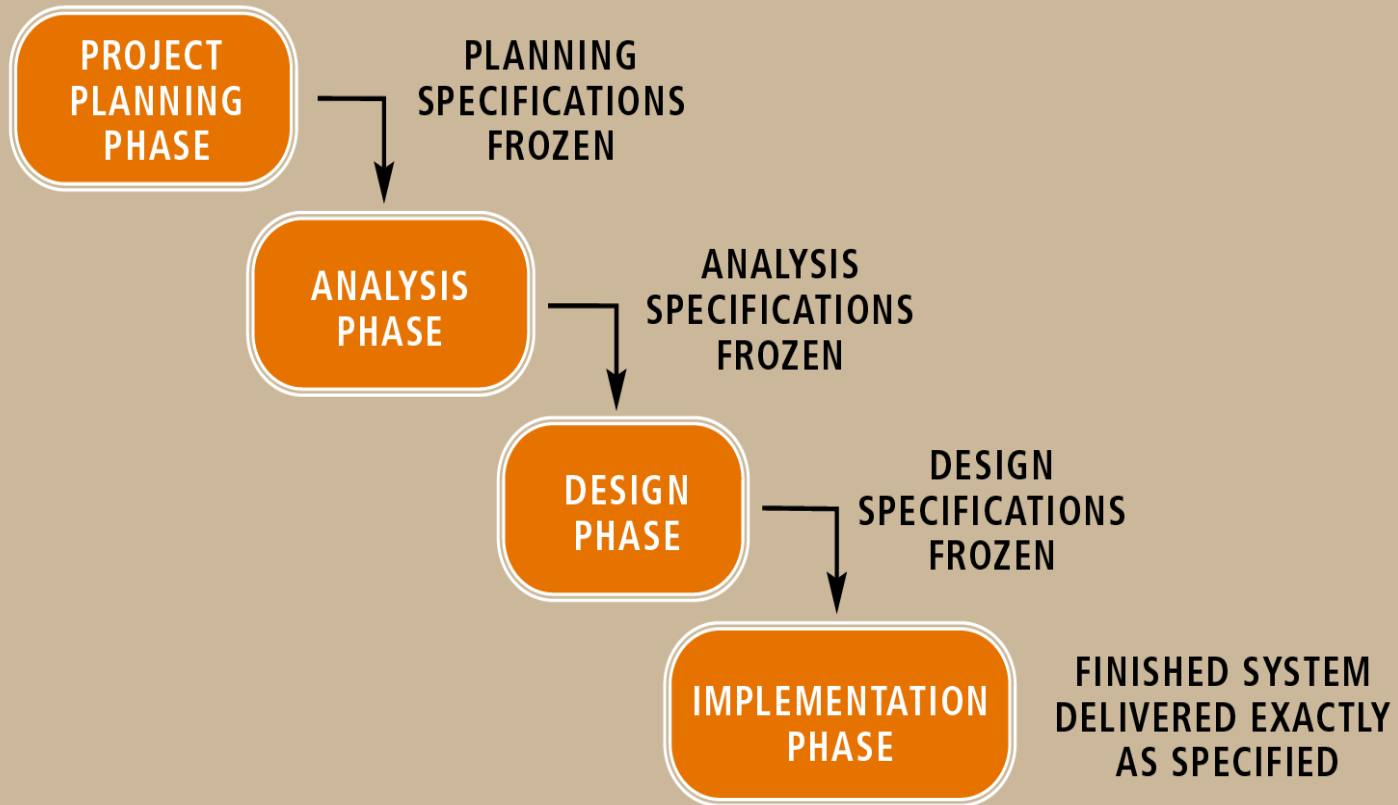 PROJECT
PLANNING
PHASE
PLANNING
SPECIFICATIONS
FROZEN
ANALYSIS
PHASE
ANALYSIS
SPECIFICATIONS
FROZEN
DESIGN
PHASE
DESIGN
SPECIFICATIONS
FROZEN
IMPLEMENTATION
PHASE
FINISHED SYSTEM
DELIVERED EXACTLY
AS SPECIFIED